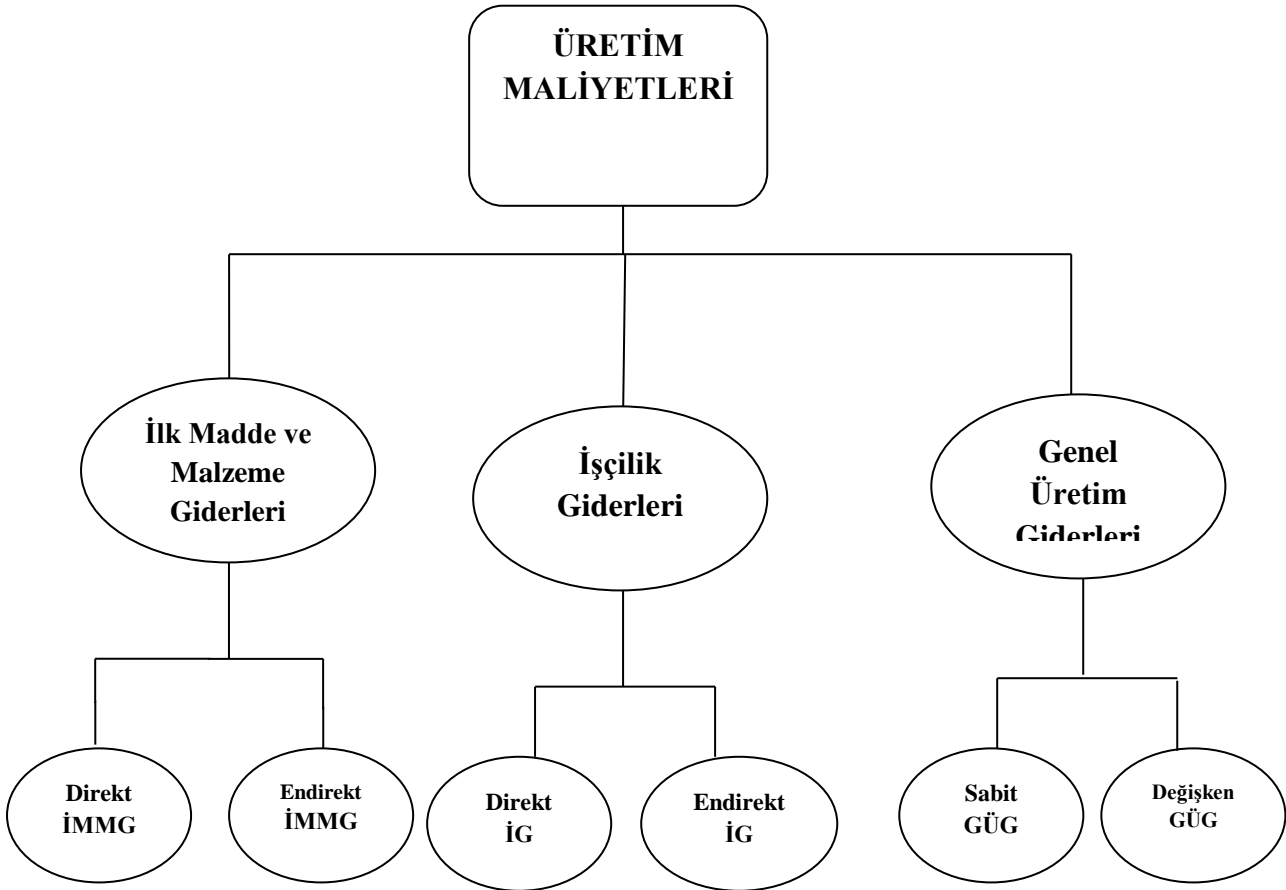 ÜRETİM
MALİYETLERİ
İlk Madde ve
Malzeme
Giderleri
İşçilik
Giderleri
Genel
Üretim
Giderleri
Direkt
İMMG
Endirekt
İMMG
Direkt
İG
Endirekt
İG
Sabit
GÜG
Değişken
GÜG